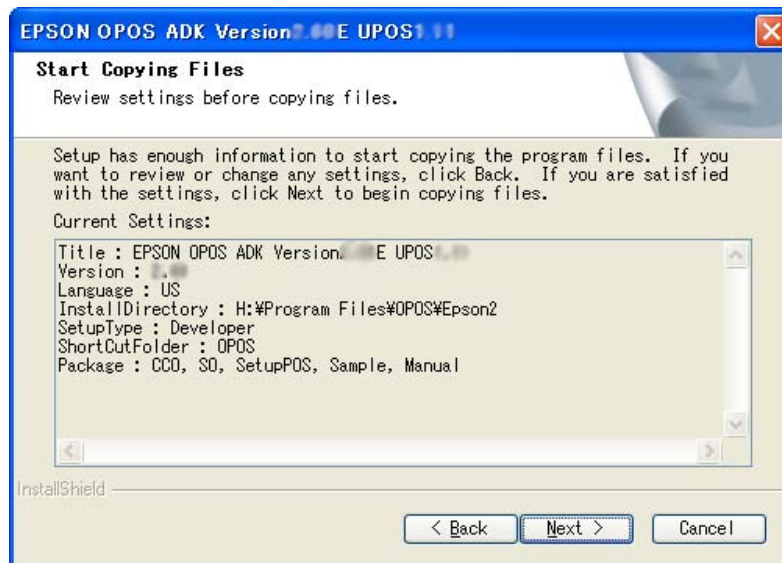 EPSON OPOS ADK Version E UPOS
Start Copying Files
Review settings before copying files.
Setup has enough information to start copying the program files.  If you
want to review or change any settings, click Back.  If you are satisfied
with the settings, click Next to begin copying files.
Current Settings:
Title : EPSON OPOS ADK Version E UPOS
Version :
Language : US
InstallDirectory : H:¥Program Files¥OPOS¥Epson2
SetupType : Developer
ShortCutFolder : OPOS
Package : CCO, SO, SetupPOS, Sample, Manual
InstallShield
< Back
Next >
Cancel